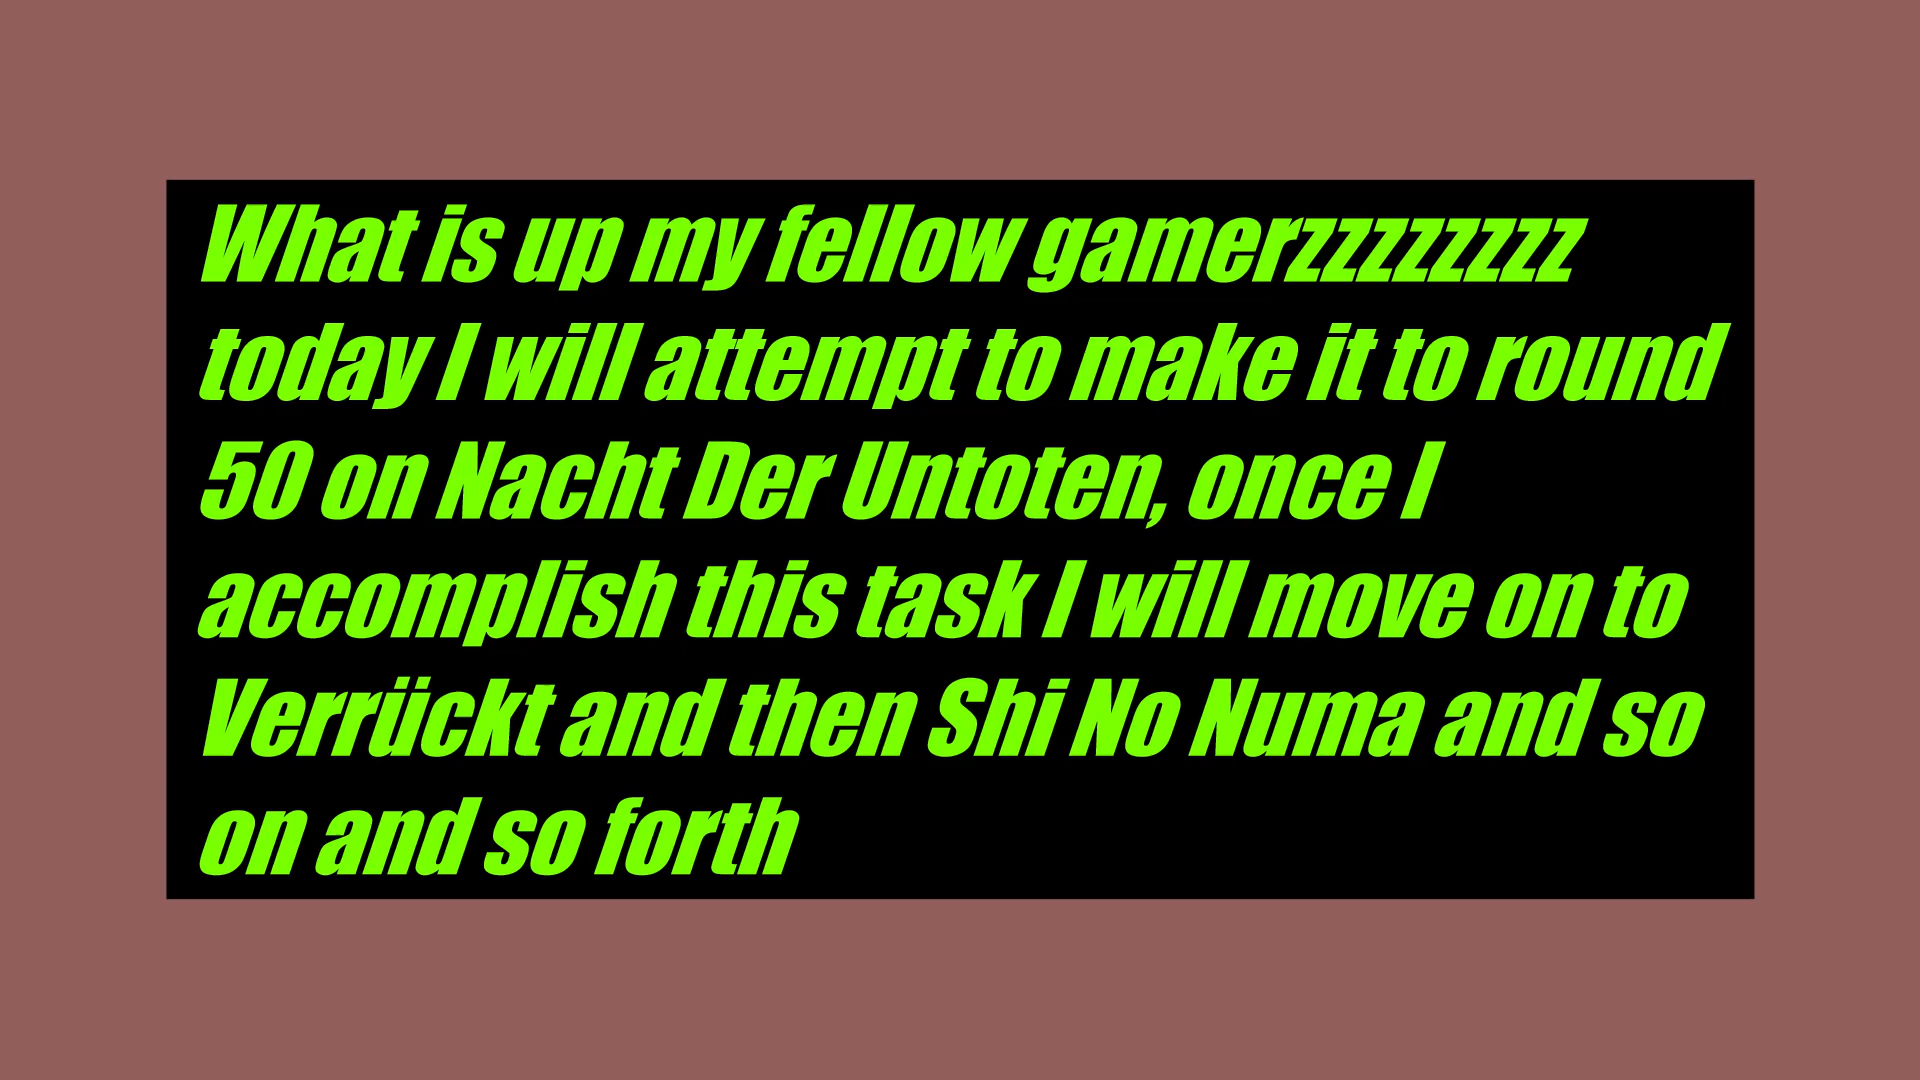 What is up my fellow gamerzzzzzzzz
today I will attempt to make it to round
50 on Nacht Der Untoten, once I
accomplish this task I will move on to
Verrückt and then Shi No Numa and so
on and so forth